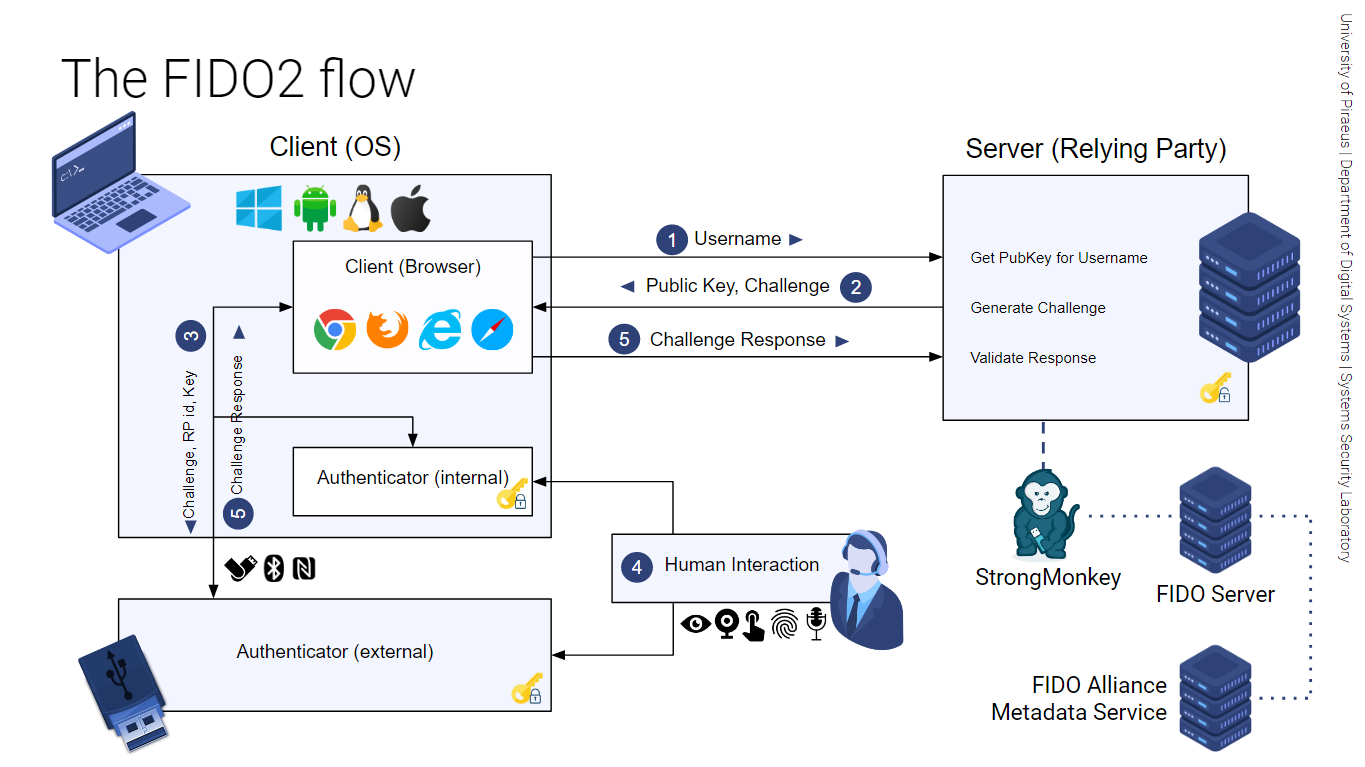 The FIDO2 flow
Client (OS)
Server (Relying Party)
C:\>_
Client (Browser)
1 Username
Public Key, Challenge 2
5 Challenge Response
Get PubKey for Username
Generate Challenge
Validate Response
3
Challenge, RP id, Key
Challenge Response
5
Authenticator (internal)
4 Human Interaction
Authenticator (external)
StrongMonkey
FIDO Server
FIDO Alliance
Metadata Service
University of Piraeus | Department of Digital Systems | Systems Security Laboratory